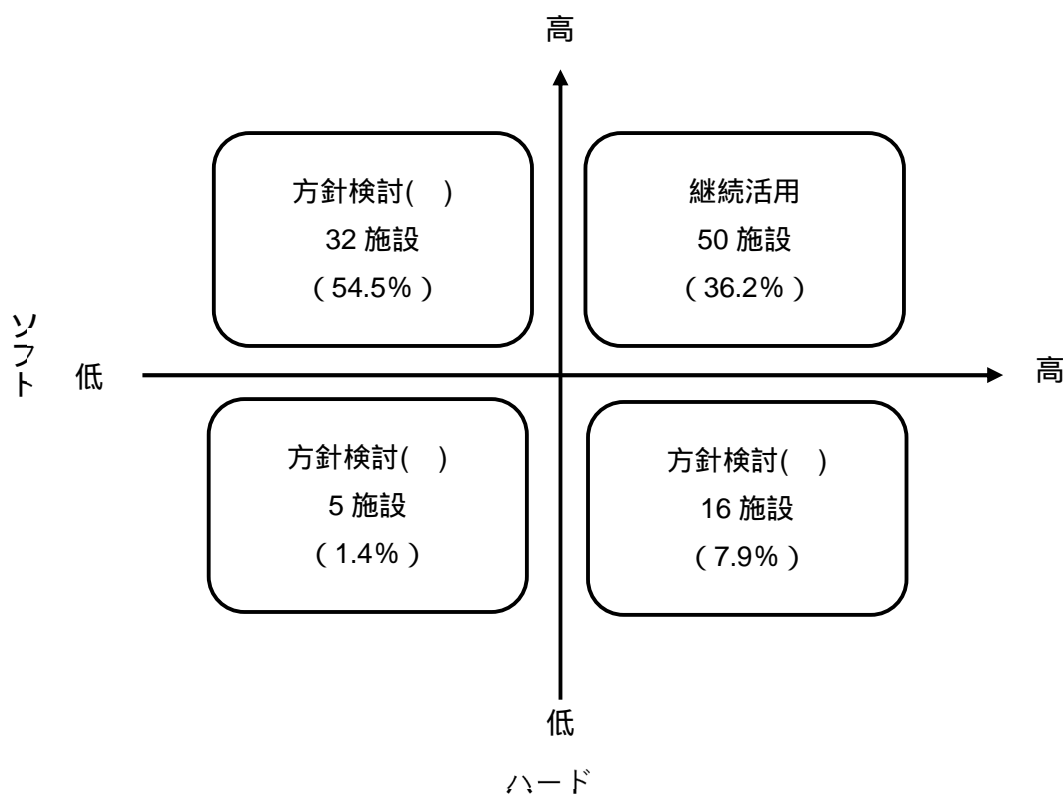 高
方針検討(　)
32 施設
（54.5％）
継続活用
50 施設
（36.2％）
ソフト
低
高
方針検討(　)
5 施設
（1.4％）
方針検討(　)
16 施設
（7.9％）
低
ハード